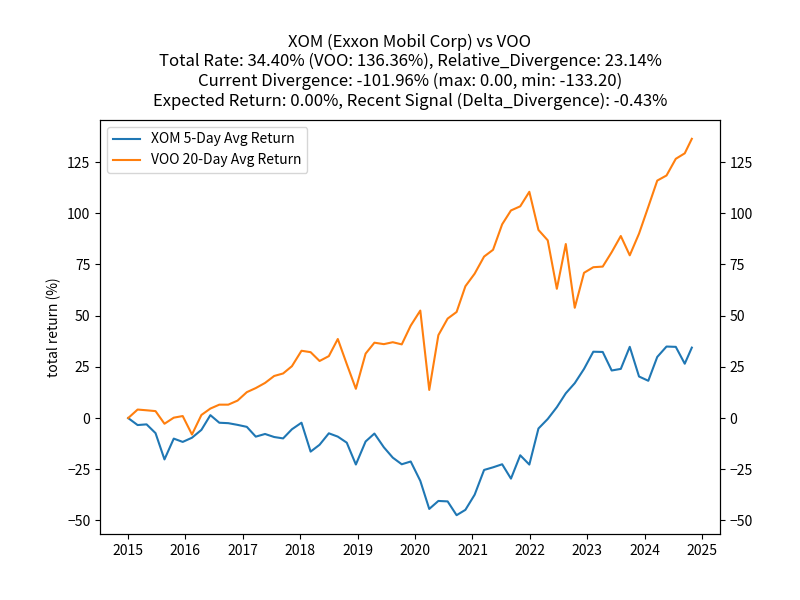 XOM (Exxon Mobil Corp) vs VOO
Total Rate: 34.40% (VOO: 136.36%), Relative_Divergence: 23.14%
Current Divergence: -101.96% (max: 0.00, min: -133.20)
Expected Return: 0.00%, Recent Signal (Delta_Divergence): -0.43%
XOM 5-Day Avg Return
VOO 20-Day Avg Return
total return (%)
125
100
75
50
25
0
−25
−50
125
100
75
50
25
0
−25
−50
2015 2016 2017 2018 2019 2020 2021 2022 2023 2024 2025